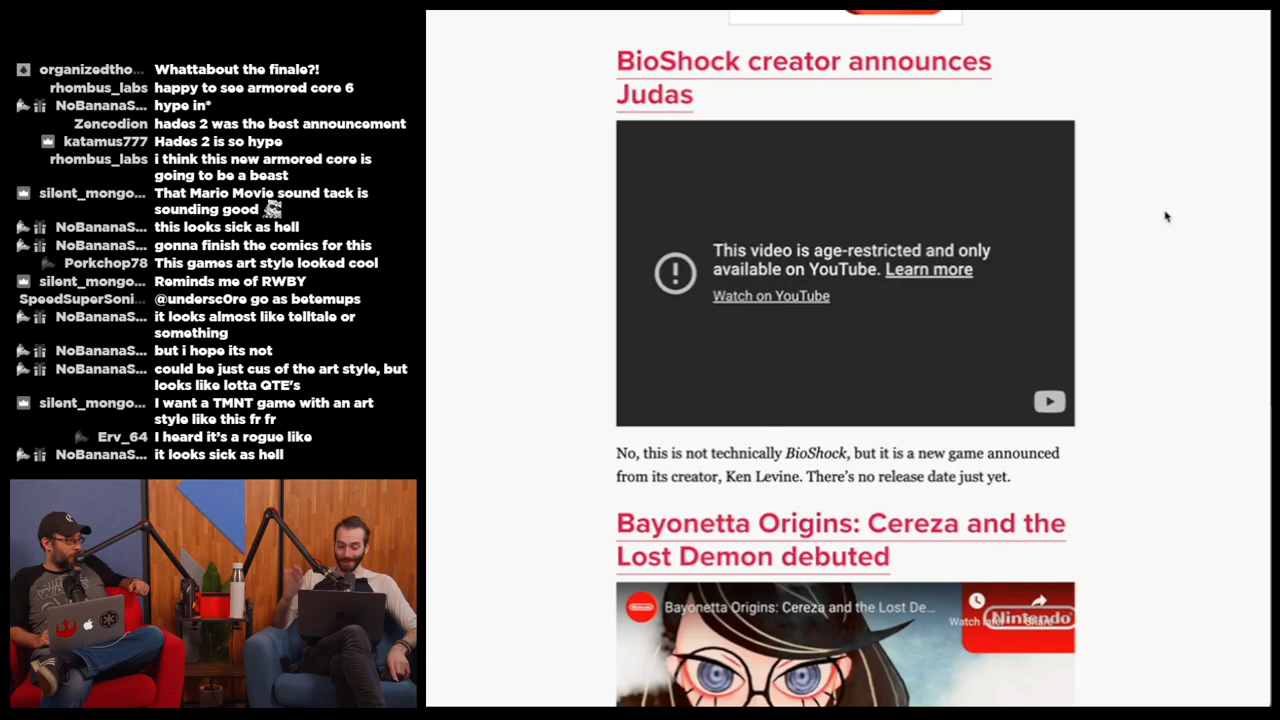 organizedtho... Whattabout the finale?!
rhombus_labs happy to see armored core 6
NoBananaS... hype in*
Zencodion hades 2 was the best announcement
katamus777 Hades 2 is so hype
rhombus_labs i think this new armored core is
going to be a beast
silent_mongo... That Mario Movie sound tack is
sounding good
NoBananaS... this looks sick as hell
NoBananaS... gonna finish the comics for this
Porkchop78 This games art style looked cool
silent_mongo... Reminds me of RWBY
SpeedSuperSoni... @undersc0re go as betemups
NoBananaS... it looks almost like telltale or
something
NoBananaS... but i hope its not
NoBananaS... could be just cus of the art style, but
looks like lotta QTE's
silent_mongo... I want a TMNT game with an art
style like this fr fr
Erv_64 I heard it's a rogue like
NoBananaS... it looks sick as hell
BioShock creator announces
Judas
This video is age-restricted and only
available on YouTube. Learn more
Watch on YouTube
No, this is not technically BioShock, but it is a new game announced
from its creator, Ken Levine. There's no release date just yet.
Bayonetta Origins: Cereza and the
Lost Demon debuted
Bayonetta Origins: Cereza and the Lost De...
Watch later Share
Nintendo